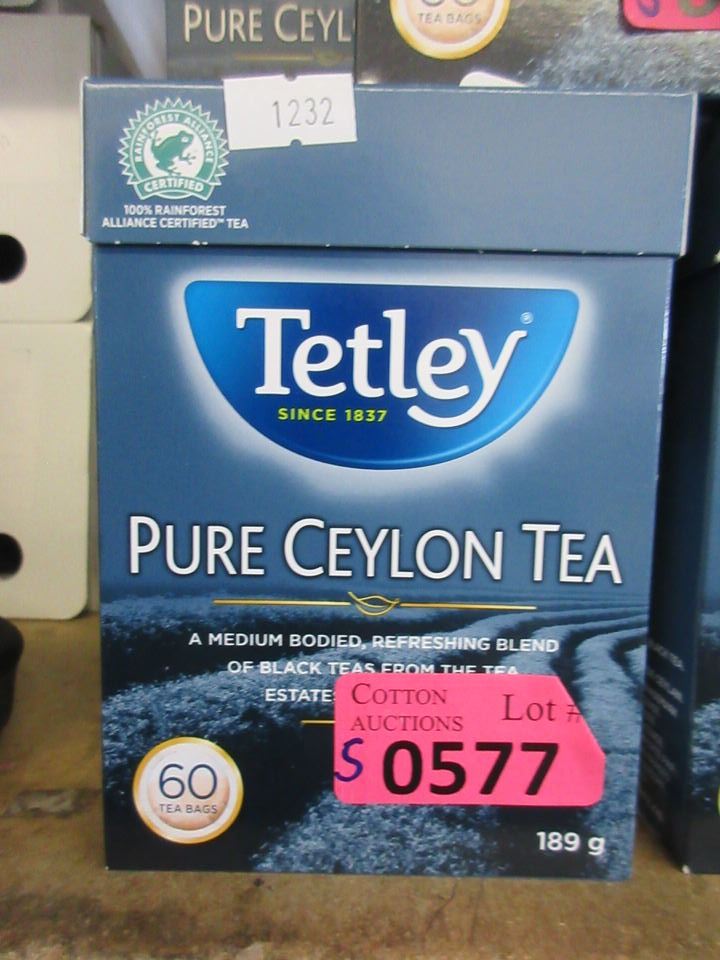 PURE CEYL
TEA BAGS
1232
RAINFOREST ALLIANCE
CERTIFIED
100% RAINFOREST
ALLIANCE CERTIFIED™ TEA
Tetley®
SINCE 1837
PURE CEYLON TEA
A MEDIUM BODIED, REFRESHING BLEND
OF BLACK TEAS FROM THE TEA
ESTATE
COTTON AUCTIONS Lot #
S 0577
60
TEA BAGS
189 g